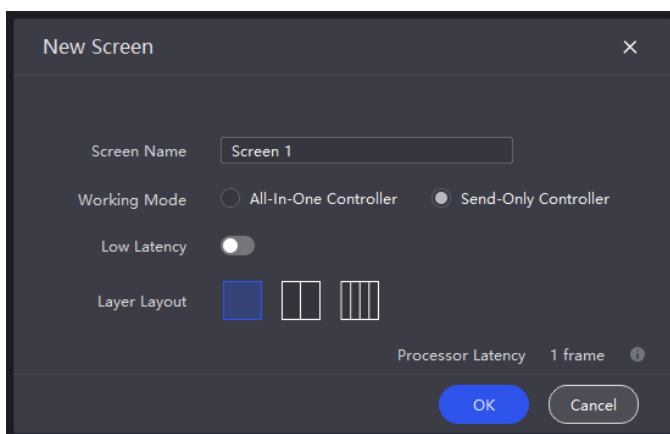 New Screen
Screen Name Screen 1
Working Mode All-In-One Controller Send-Only Controller
Low Latency
Layer Layout
Processor Latency 1 frame
OK Cancel